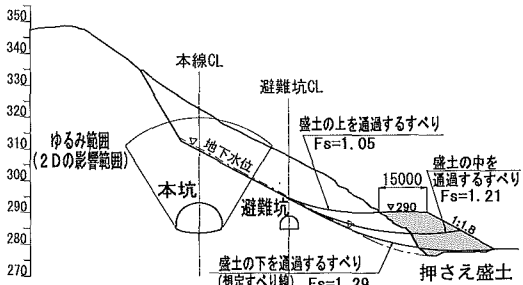 350
340
330
320
310
300
290
280
270
本線CL
避難坑CL
ゆるみ範囲
(2Dの影響範囲)
地下水位
盛土の上を通過するすべり
Fs=1.05
盛土の中を
通過するすべり
Fs=1.21
15000
▽290
1:1.8
本坑
避難坑
盛土の下を通過するすべり
(想定すべり線) Fs=1.29
押さえ盛土